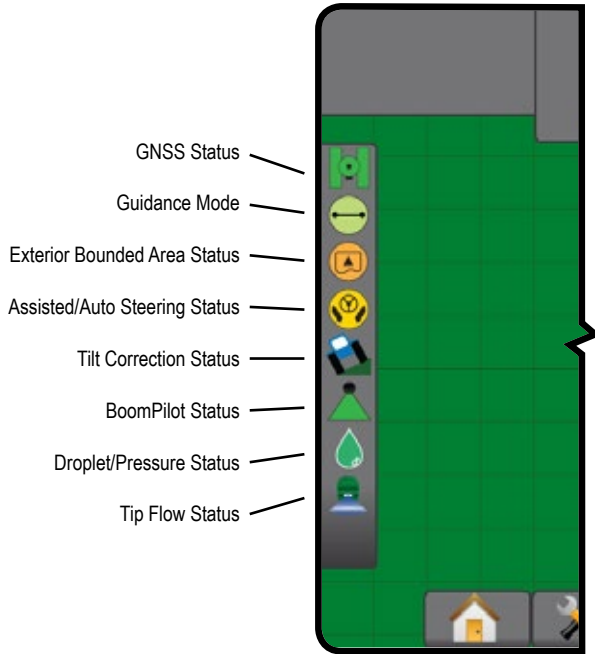 GNSS Status
Guidance Mode
Exterior Bounded Area Status
Assisted/Auto Steering Status
Tilt Correction Status
BoomPilot Status
Droplet/Pressure Status
Tip Flow Status